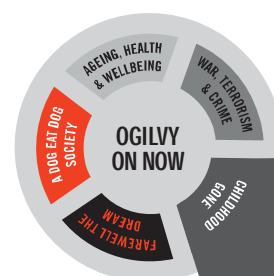 AGEING, HEALTH
& WELLBEING
WAR, TERRORISM
& CRIME
CHILDHOOD
GONE
FAREWELL THE
DREAM
A DOG EAT DOG
SOCIETY
OGILVY
ON NOW